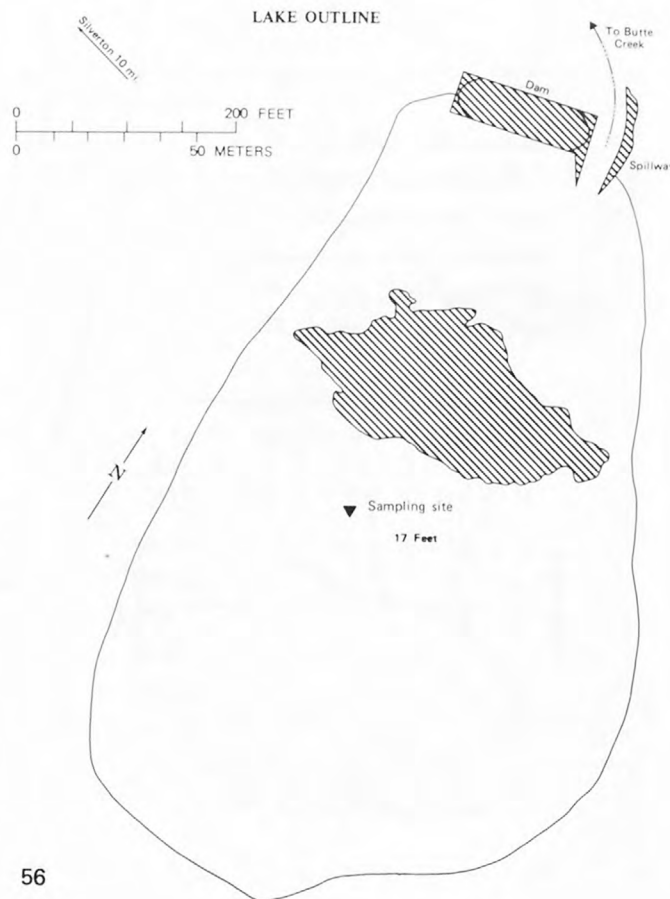 LAKE OUTLINE
Silverton 10 mi.
To Butte
Creek
0 200 FEET
0 50 METERS
Dam
Spillwa
N
Sampling site
17 Feet
56